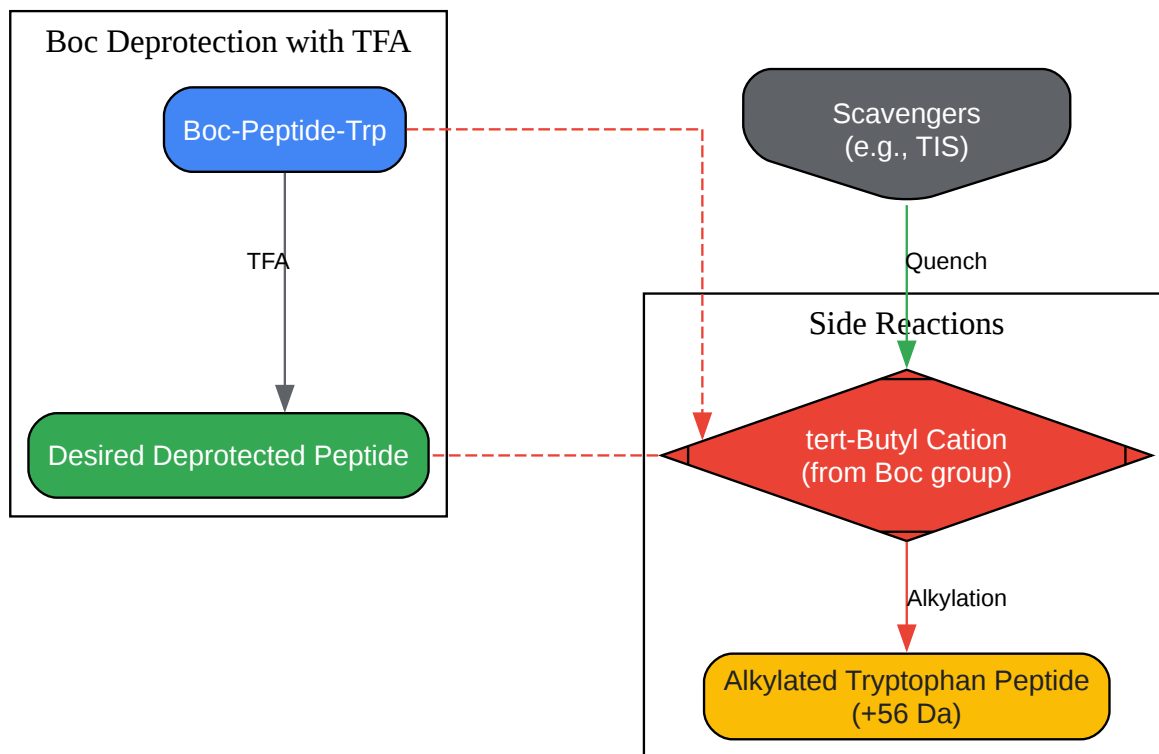 Boc Deprotection with TFA
Boc-Peptide-Trp
TFA
Desired Deprotected Peptide
Scavengers
(e.g., TIS)
Quench
Side Reactions
tert-Butyl Cation
(from Boc group)
Alkylation
Alkylated Tryptophan Peptide
(+56 Da)